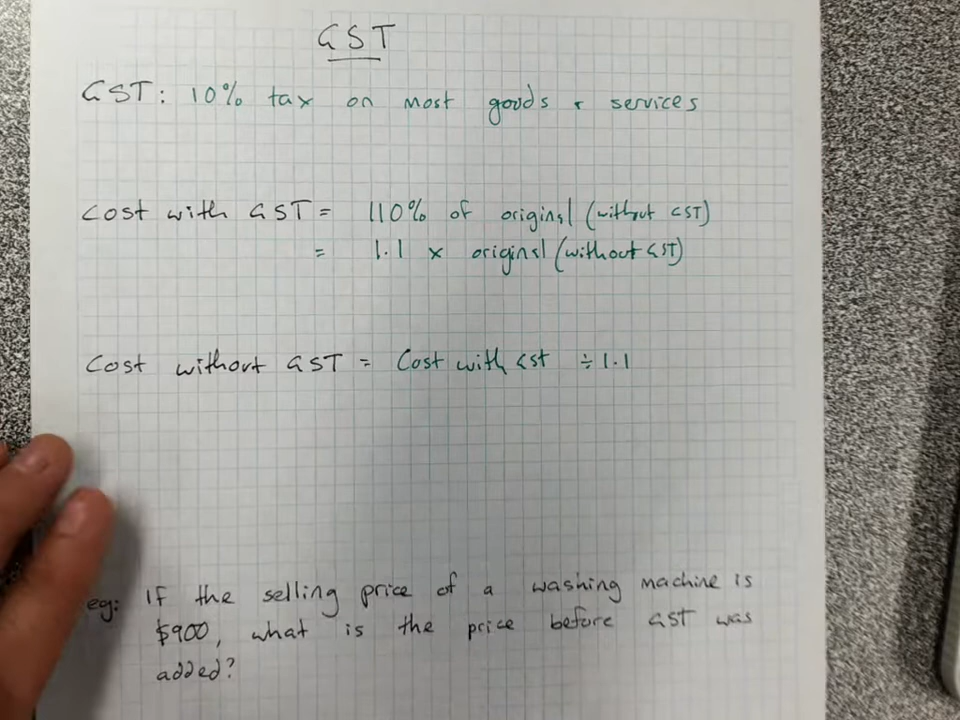 GST
GST: 10% tax on most goods & services
Cost with GST = 110% of original (without GST)
= 1.1 × original (without GST)
Cost without GST = Cost with Gst ÷ 1.1
eg: If the selling price of a washing machine is
$900, what is the price before GST was
added?